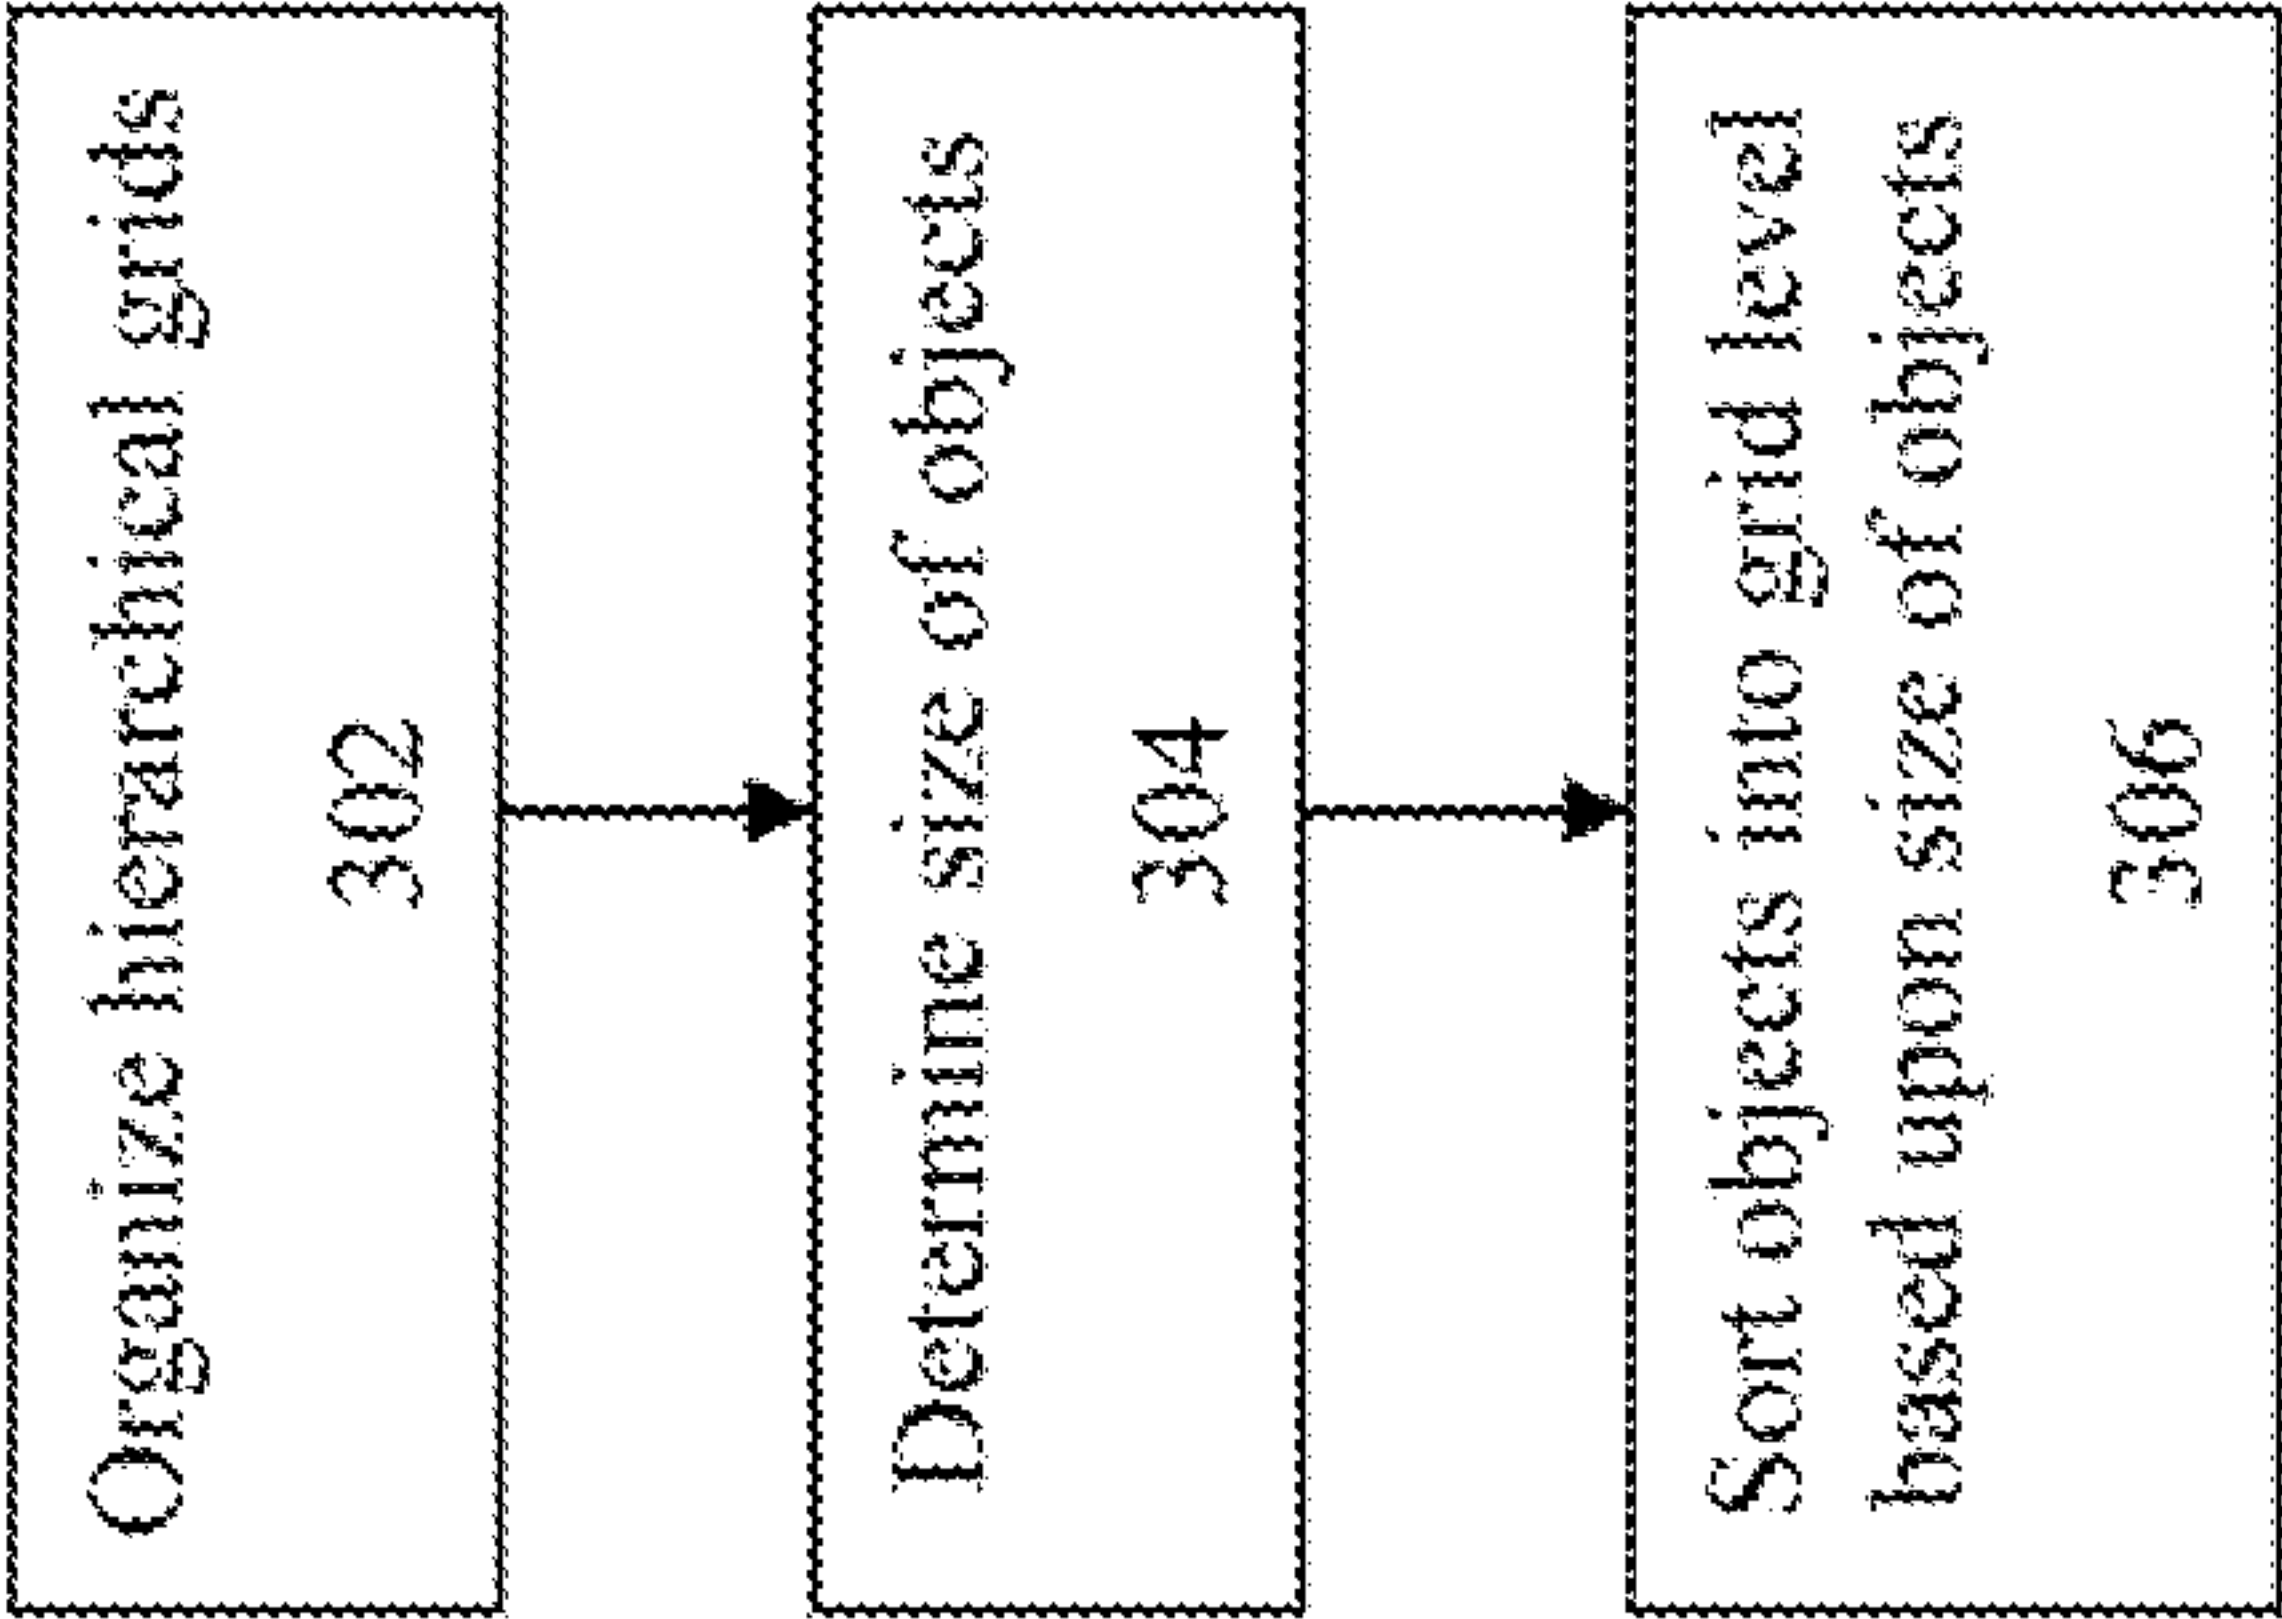 Organize hierarchical grids
302
Determine size of objects
304
Sort objects into grid level
based upon size of objects
306